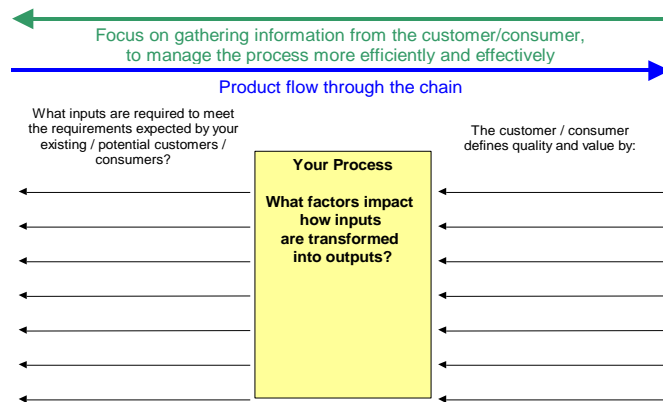 Focus on gathering information from the customer/consumer,
to manage the process more efficiently and effectively
Product flow through the chain
What inputs are required to meet
the requirements expected by your
existing / potential customers /
consumers?
Your Process
What factors impact
how inputs
are transformed
into outputs?
The customer / consumer
defines quality and value by: